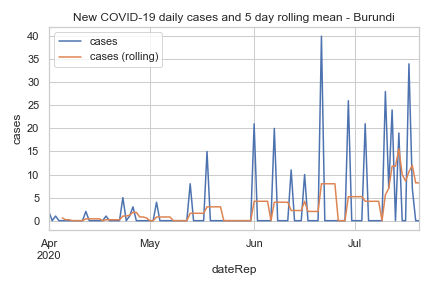 New COVID-19 daily cases and 5 day rolling mean - Burundi
cases
cases (rolling)
40
35
30
25
20
15
10
5
0
cases
Apr
2020
May
Jun
Jul
dateRep